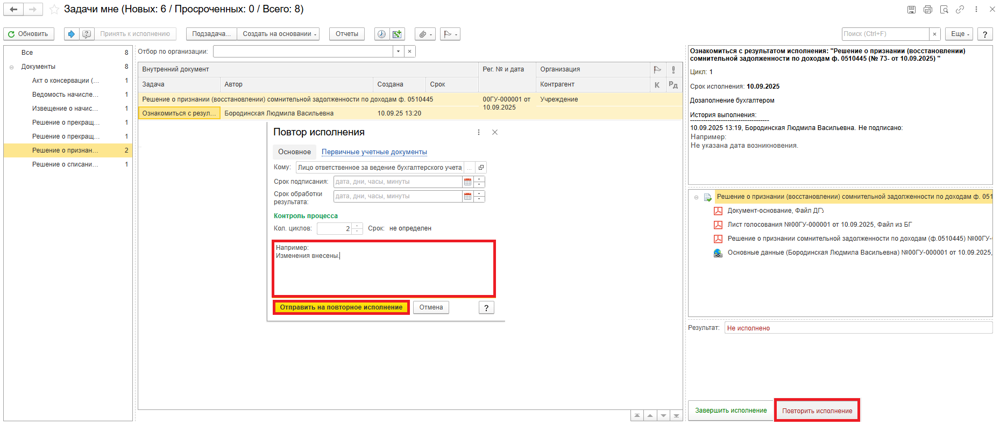 Задачи мне (Новых: 6 / Просроченных: 0 / Всего: 8)
Обновить
Принять к исполнению
Подзадача...
Создать на основании
Отчеты
Поиск (Ctrl+F)
×
Еще
?
Все 8
Документы 8
Акт о консервации (... 1
Ведомость начисле... 1
Извещение о начис... 1
Решение о прекращ... 1
Решение о прекращ... 1
Решение о признан... 2
Решение о списани... 1
Отбор по организации:
Внутренний документ
Рег. № и дата
Организация
Задача
Автор
Создана
Срок
Контрагент
К
РД
Решение о признании (восстановлении) сомнительной задолженности по доходам ф. 0510445
00ГУ-000001 от
10.09.2025
Учреждение
Ознакомиться с резул...
Бородинская Людмила Васильевна
10.09.25 13:20
Повтор исполнения
Основное
Первичные учетные документы
Кому:
Лицо ответственное за ведение бухгалтерского учета
...
Срок подписания:
дата, дни, часы, минуты
Срок обработки
результата:
дата, дни, часы, минуты
Контроль процесса
Кол. циклов:
2
Срок: не определен
Например:
Изменения внесены.
Отправить на повторное исполнение
Отмена
?
Ознакомиться с результатом исполнения: "Решение о признании (восстановлении)
сомнительной задолженности по доходам ф. 0510445 (№ 73- от 10.09.2025) "
Цикл: 1
Срок исполнения: 10.09.2025
Дозаполнение бухгалтером
История выполнения:
-----------------------------------
10.09.2025 13:19, Бородинская Людмила Васильевна. Не подписано:
Например:
Не указана дата возникновения.
Решение о признании (восстановлении) сомнительной задолженности по доходам ф. 051
Документ-основание, Файл ДГУ
Лист голосования №00ГУ-000001 от 10.09.2025, Файл из БГ
Решение о признании сомнительной задолженности по доходам (ф.0510445) №00ГУ-
Основные данные (Бородинская Людмила Васильевна) №00ГУ-000001 от 10.09.2025,
Результат:
Не исполнено
Завершить исполнение
Повторить исполнение